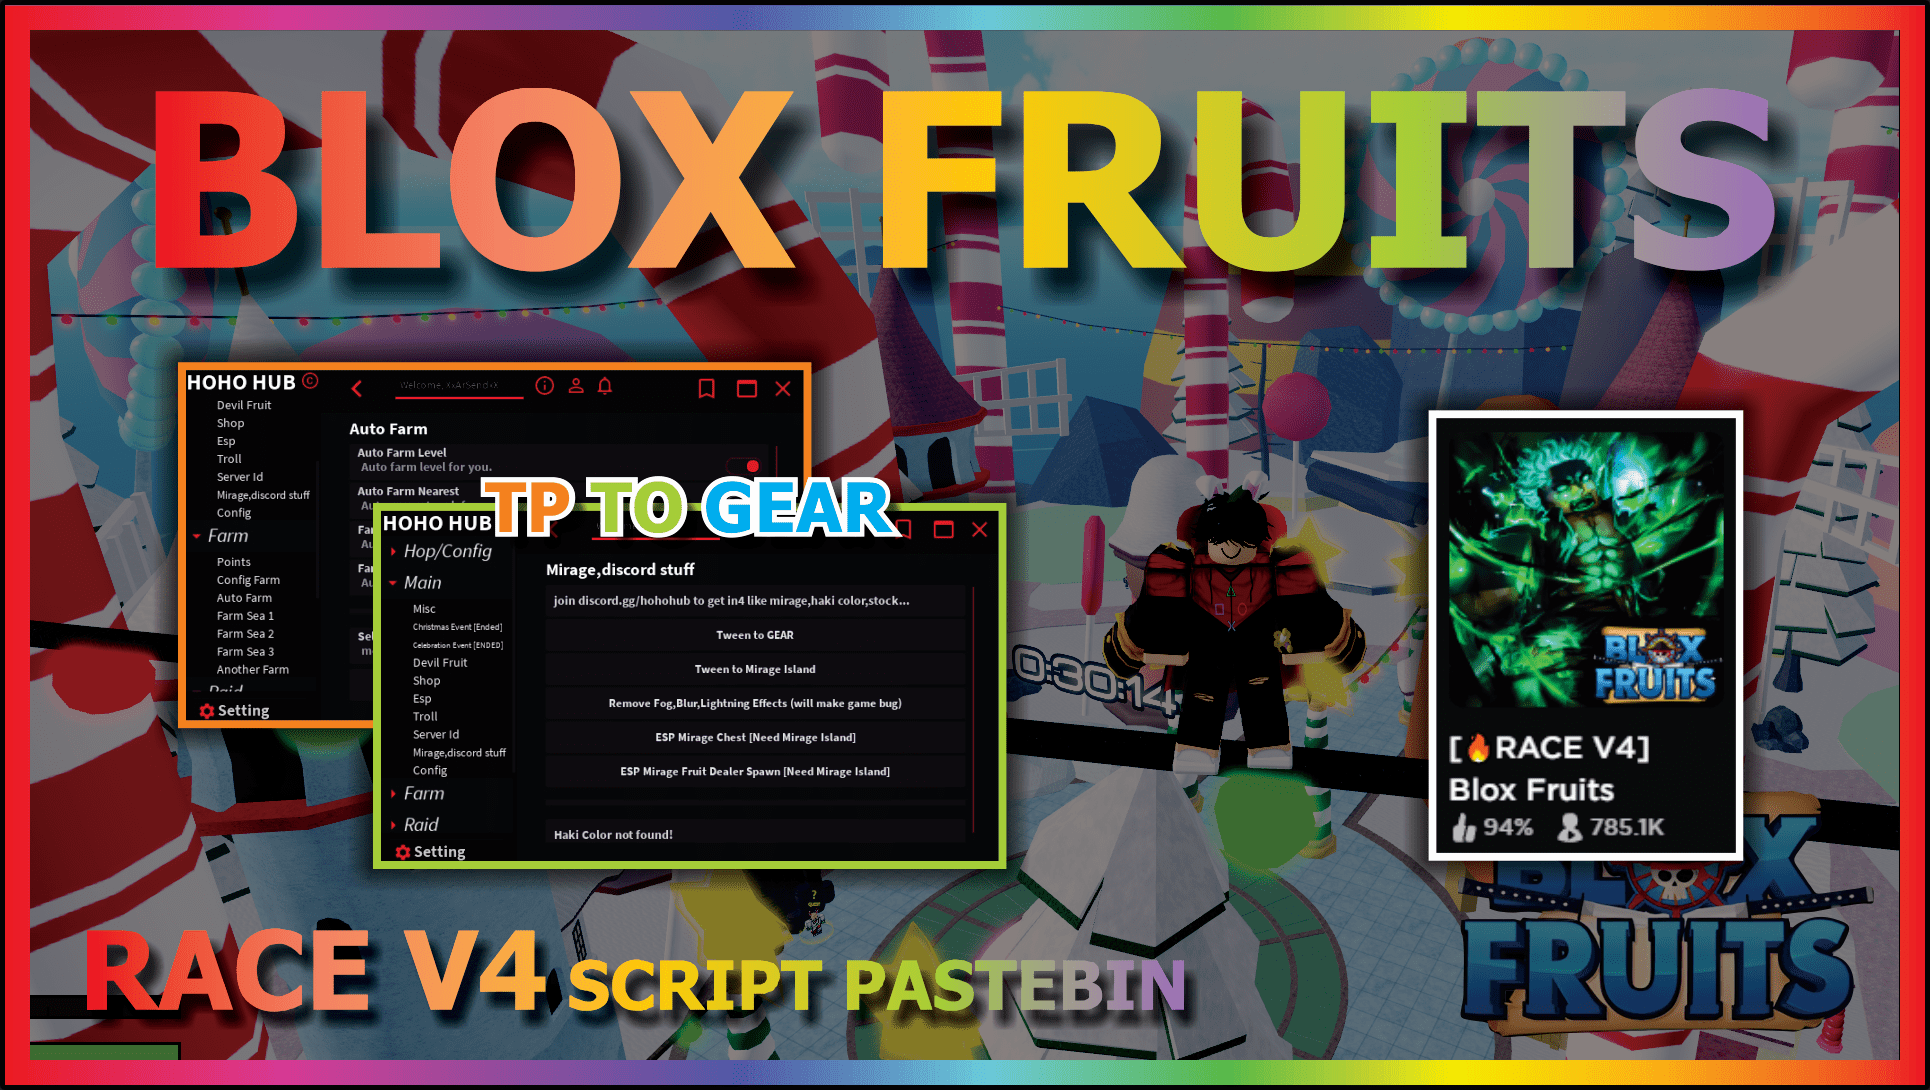 BLOX FRUITS
HOHO HUB ©
Devil Fruit
Shop
Esp
Troll
Server Id
Mirage,discord stuff
Config
Farm
Points
Config Farm
Auto Farm
Farm Sea 1
Farm Sea 2
Farm Sea 3
Another Farm
Raid
Setting
Welcome, XxArSendxX
Auto Farm
Auto Farm Level
Auto farm level for you.
Auto Farm Nearest
TP TO GEAR
HOHO HUB
Hop/Config
Main
Misc
Christmas Event [Ended]
Celebration Event [ENDED]
Devil Fruit
Shop
Esp
Troll
Server Id
Mirage,discord stuff
Config
Farm
Raid
Setting
Mirage,discord stuff
join discord.gg/hohohub to get in4 like mirage,haki color,stock...
Tween to GEAR
Tween to Mirage Island
Remove Fog,Blur,Lightning Effects (will make game bug)
ESP Mirage Chest [Need Mirage Island]
ESP Mirage Fruit Dealer Spawn [Need Mirage Island]
Haki Color not found!
0:30:14
BLOX
FRUITS
[🔥RACE V4]
Blox Fruits
94% 785.1K
BLOX
FRUITS
RACE V4 SCRIPT PASTEBIN